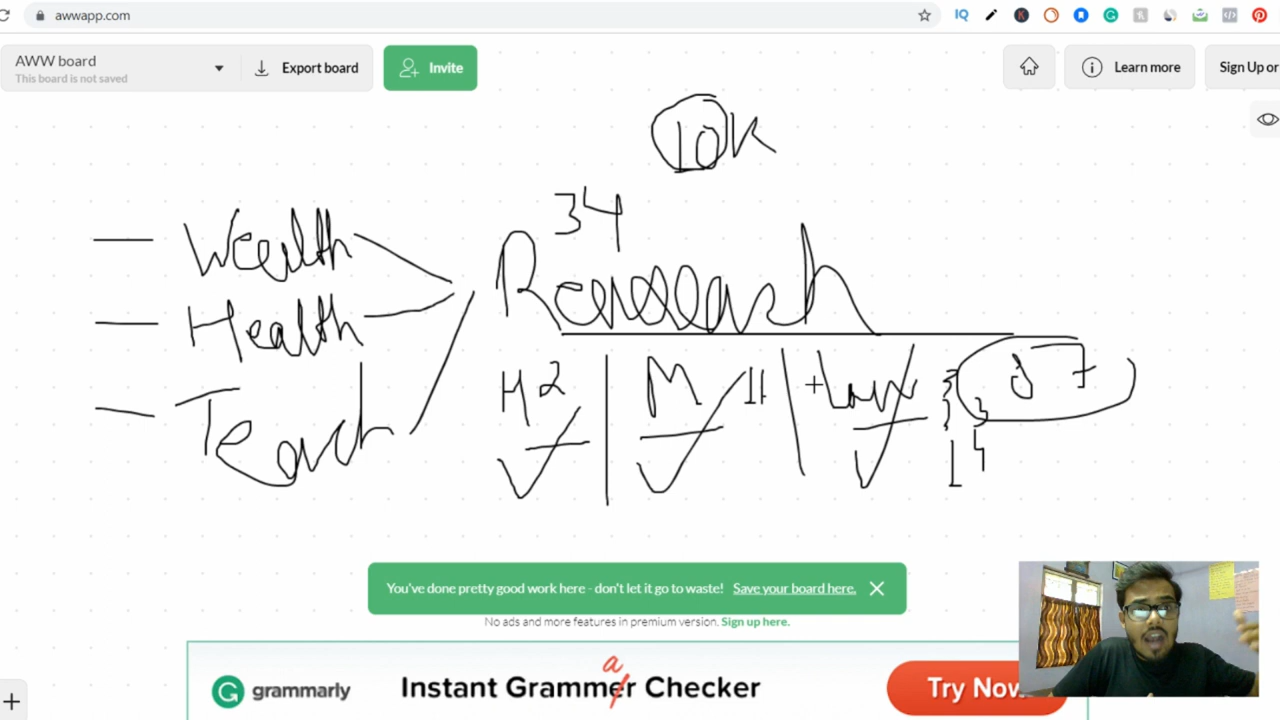 awwapp.com
IQ
AWW board
This board is not saved
Export board
Invite
Learn more
Sign Up or
10K
34
Wealth
Research
Health
H2
M
Teach
You've done pretty good work here - don't let it go to waste! Save your board here.
No ads and more features in premium version. Sign up here.
grammarly
Instant Grammer Checker
a
Try Now